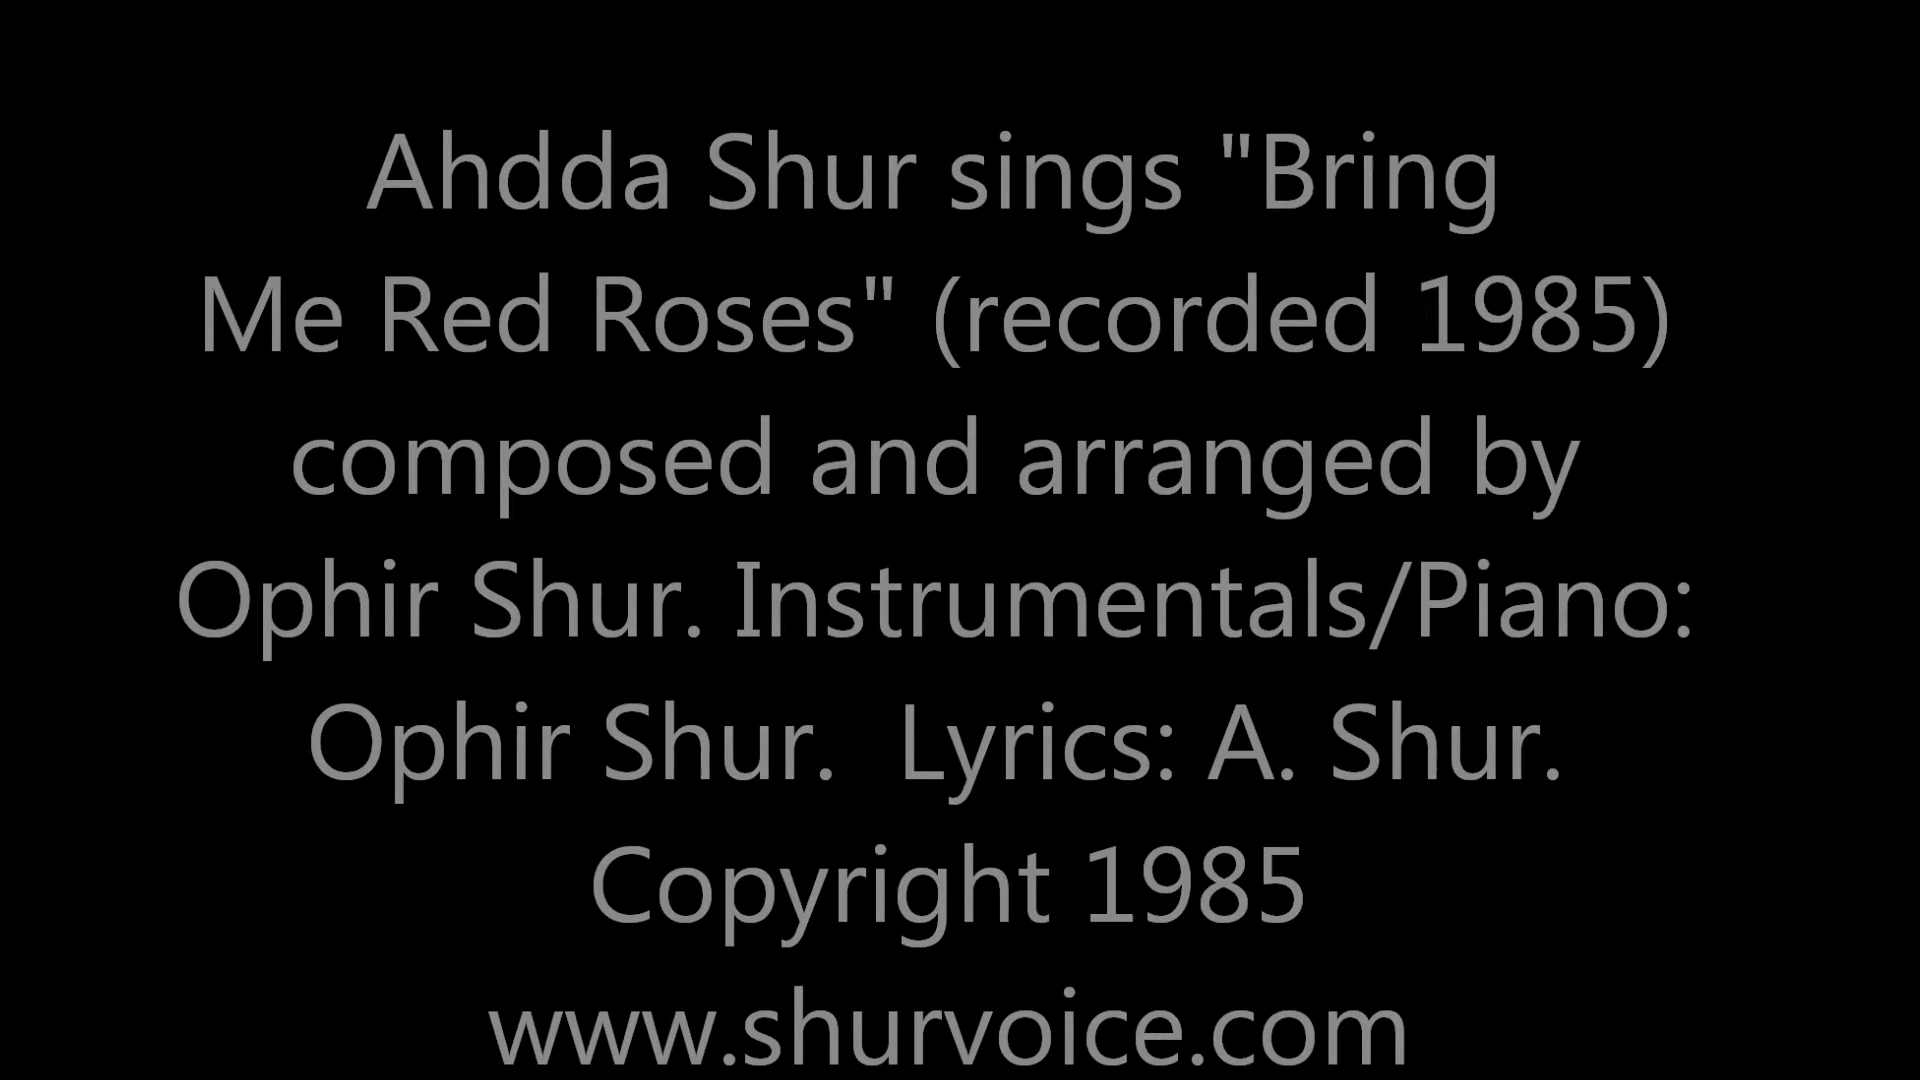 Ahdda Shur sings "Bring
Me Red Roses" (recorded 1985)
composed and arranged by
Ophir Shur. Instrumentals/Piano:
Ophir Shur.  Lyrics: A. Shur.
Copyright 1985
www.shurvoice.com